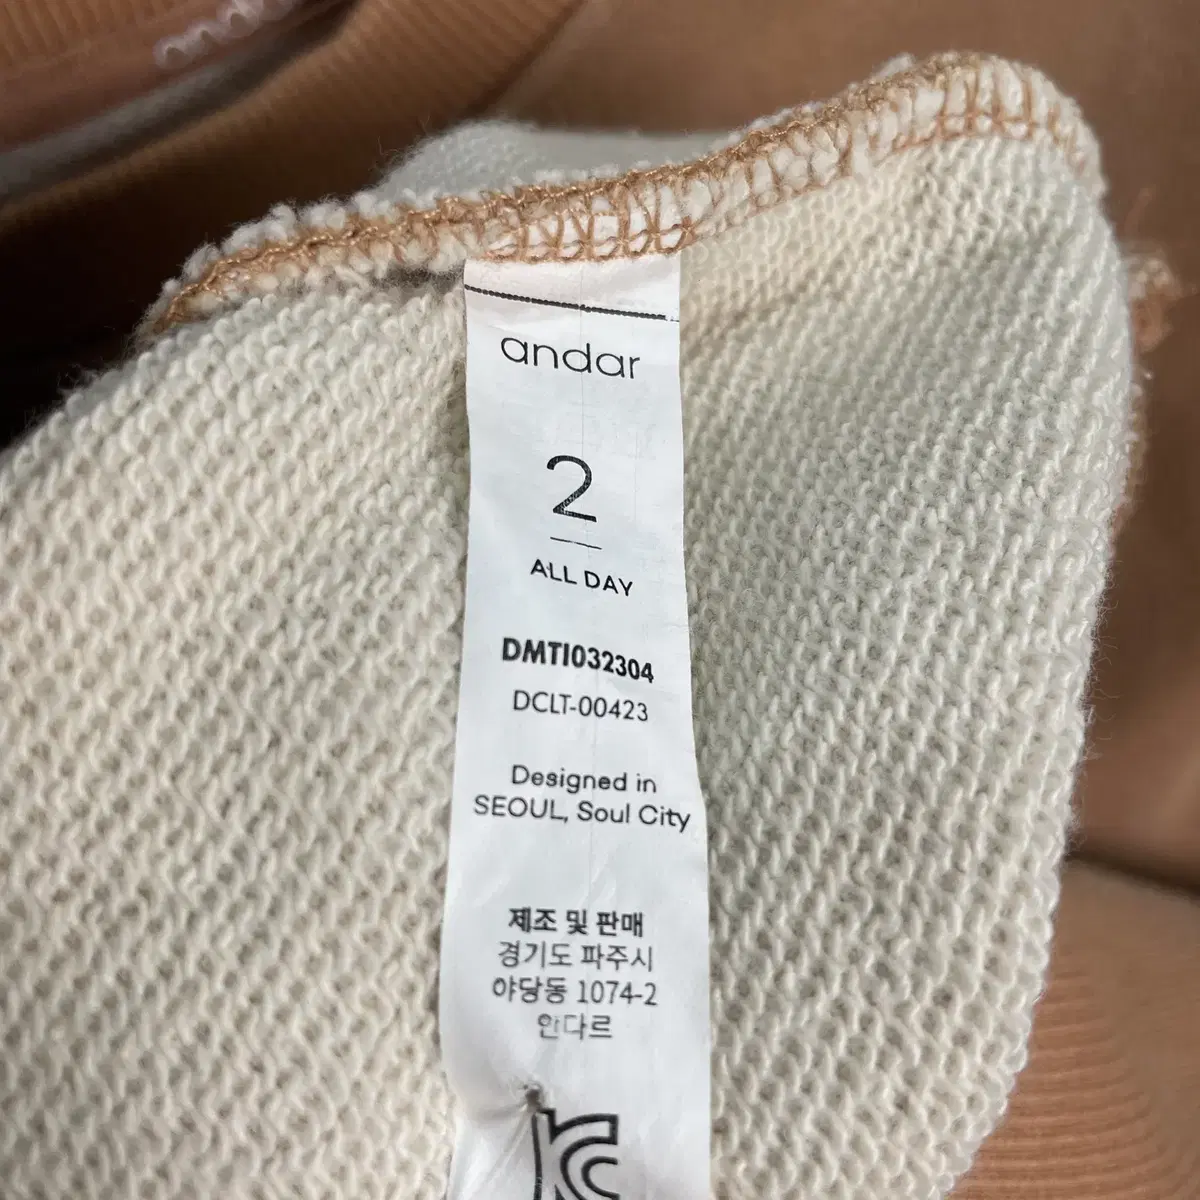 andar
2
ALL DAY
DMTI032304
DCLT-00423
Designed in
SEOUL, Soul City
제조 및 판매
경기도 파주시
야당동 1074-2
안다르
KC